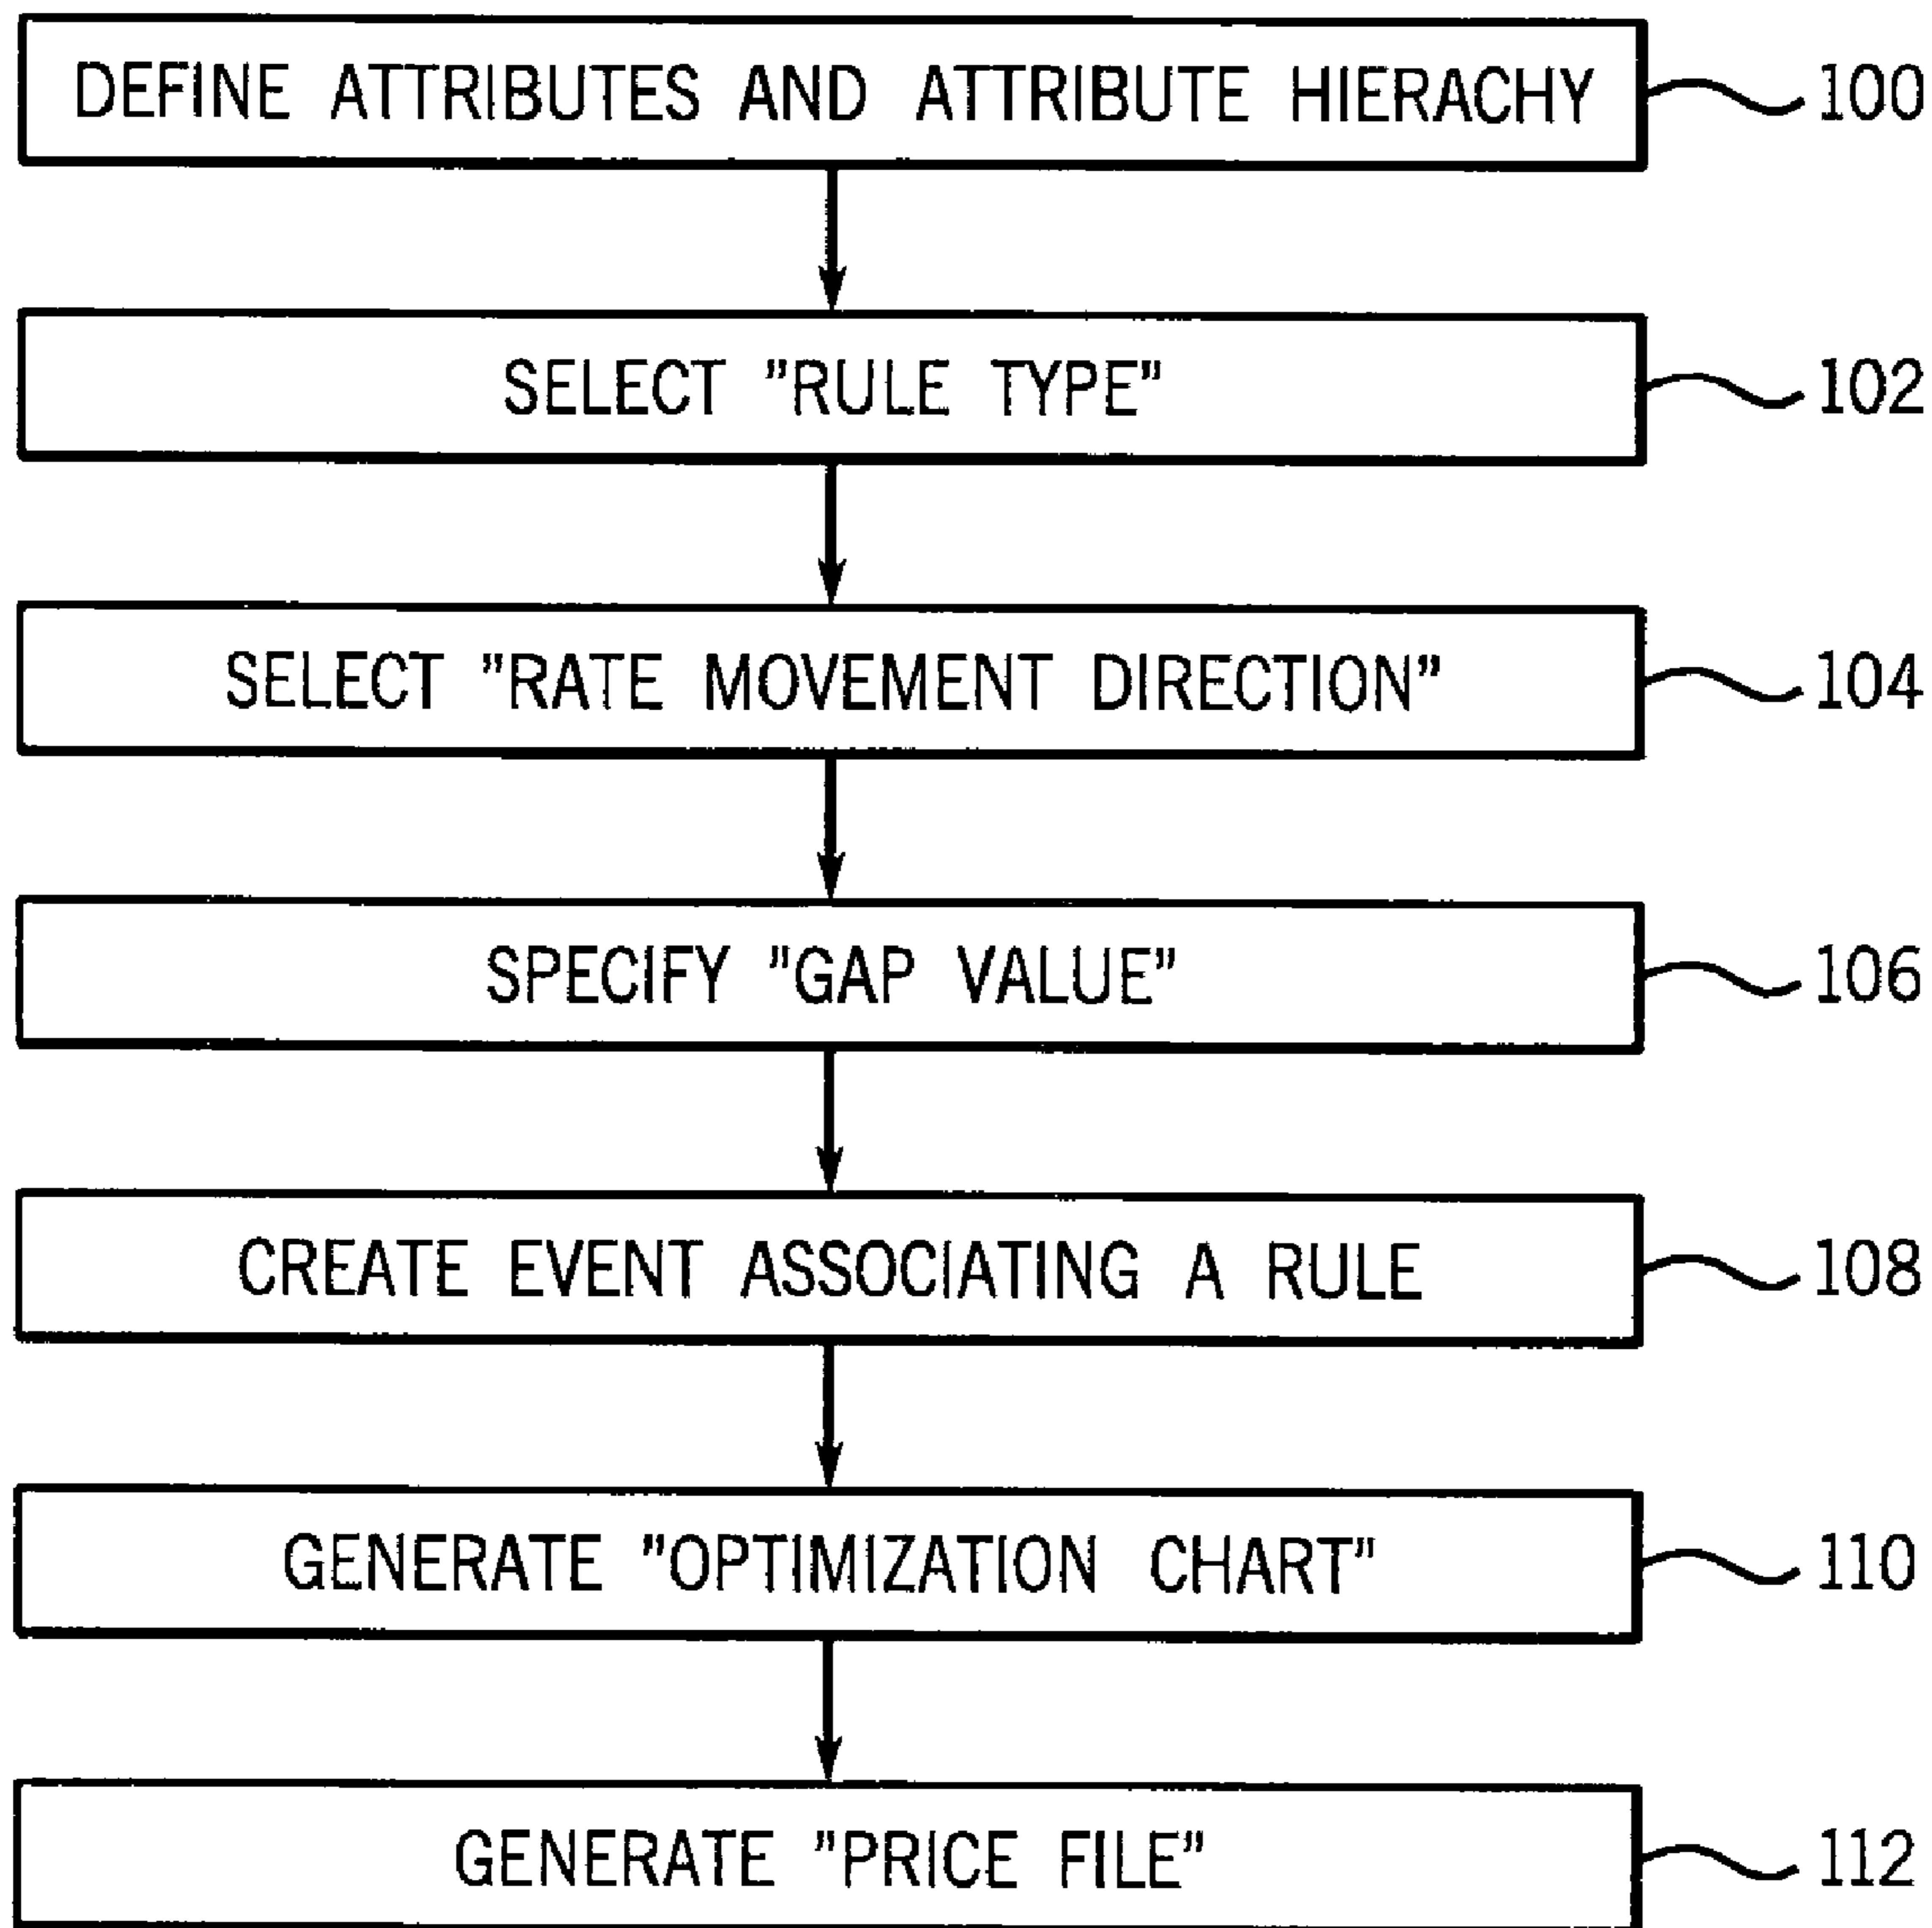 DEFINE ATTRIBUTES AND ATTRIBUTE HIERACHY 100
SELECT "RULE TYPE" 102
SELECT "RATE MOVEMENT DIRECTION" 104
SPECIFY "GAP VALUE" 106
CREATE EVENT ASSOCIATING A RULE 108
GENERATE "OPTIMIZATION CHART" 110
GENERATE "PRICE FILE" 112